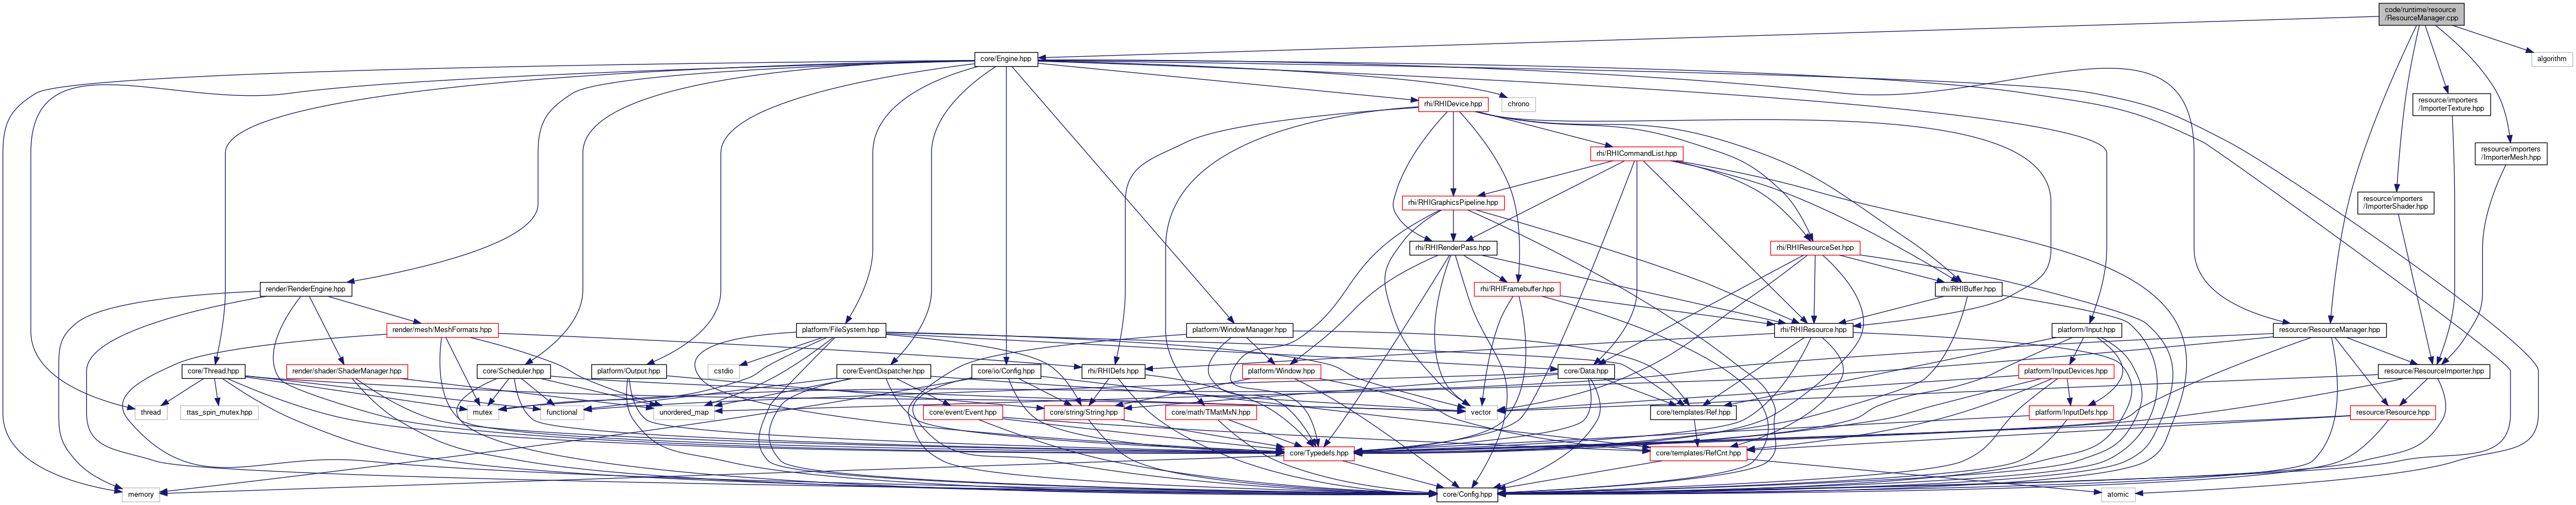 code/runtime/resource
/ResourceManager.cpp
core/Engine.hpp
algorithm
rhi/RHIDevice.hpp
chrono
resource/importers
/ImporterTexture.hpp
rhi/RHICommandList.hpp
resource/importers
/ImporterMesh.hpp
rhi/RHIGraphicsPipeline.hpp
resource/importers
/ImporterShader.hpp
rhi/RHIRenderPass.hpp
rhi/RHIResourceSet.hpp
render/RenderEngine.hpp
rhi/RHIFramebuffer.hpp
rhi/RHIBuffer.hpp
render/mesh/MeshFormats.hpp
platform/FileSystem.hpp
platform/WindowManager.hpp
rhi/RHIResource.hpp
platform/Input.hpp
resource/ResourceManager.hpp
core/Thread.hpp
render/shader/ShaderManager.hpp
core/Scheduler.hpp
platform/Output.hpp
cstdio
core/EventDispatcher.hpp
core/io/Config.hpp
rhi/RHIDefs.hpp
platform/Window.hpp
core/Data.hpp
platform/InputDevices.hpp
resource/ResourceImporter.hpp
thread
ttas_spin_mutex.hpp
mutex
functional
unordered_map
core/event/Event.hpp
core/string/String.hpp
core/math/TMatMxN.hpp
vector
core/templates/Ref.hpp
platform/InputDefs.hpp
resource/Resource.hpp
core/Typedefs.hpp
core/templates/RefCnt.hpp
memory
core/Config.hpp
atomic